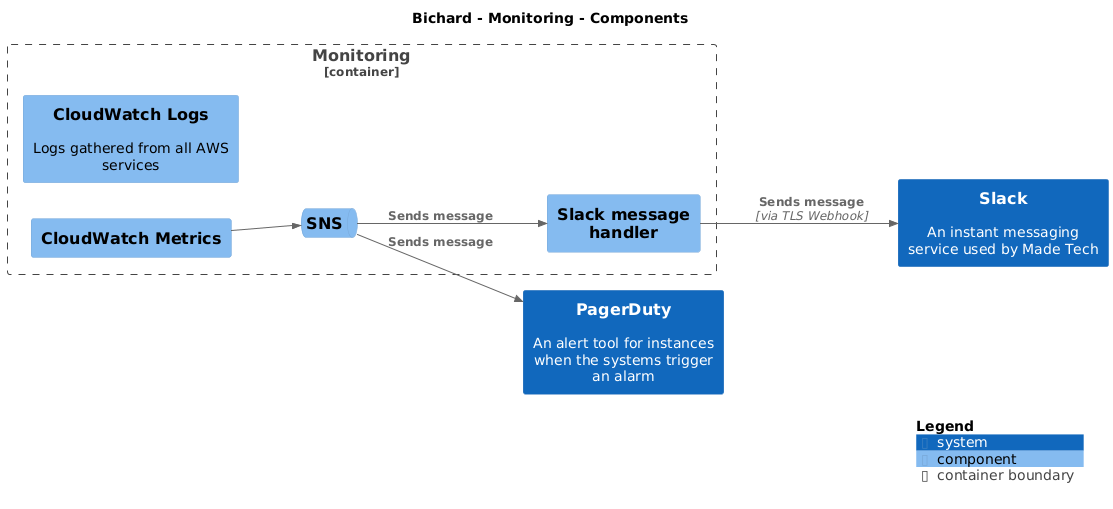 Bichard - Monitoring - Components
Monitoring
[container]
CloudWatch Logs
Logs gathered from all AWS
services
CloudWatch Metrics
SNS
Sends message
Sends message
Slack message
handler
Sends message
[via TLS Webhook]
Slack
An instant messaging
service used by Made Tech
PagerDuty
An alert tool for instances
when the systems trigger
an alarm
Legend
system
component
container boundary